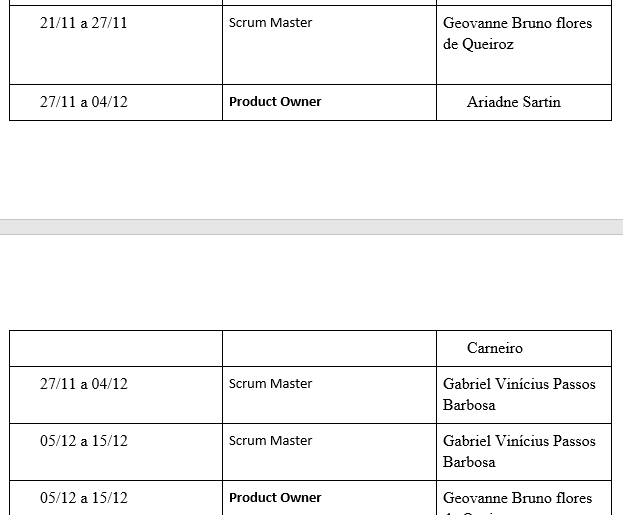 21/11 a 27/11 Scrum Master Geovanne Bruno flores
de Queiroz
27/11 a 04/12 Product Owner Ariadne Sartin
Carneiro
27/11 a 04/12 Scrum Master Gabriel Vinícius Passos
Barbosa
05/12 a 15/12 Scrum Master Gabriel Vinícius Passos
Barbosa
05/12 a 15/12 Product Owner Geovanne Bruno flores